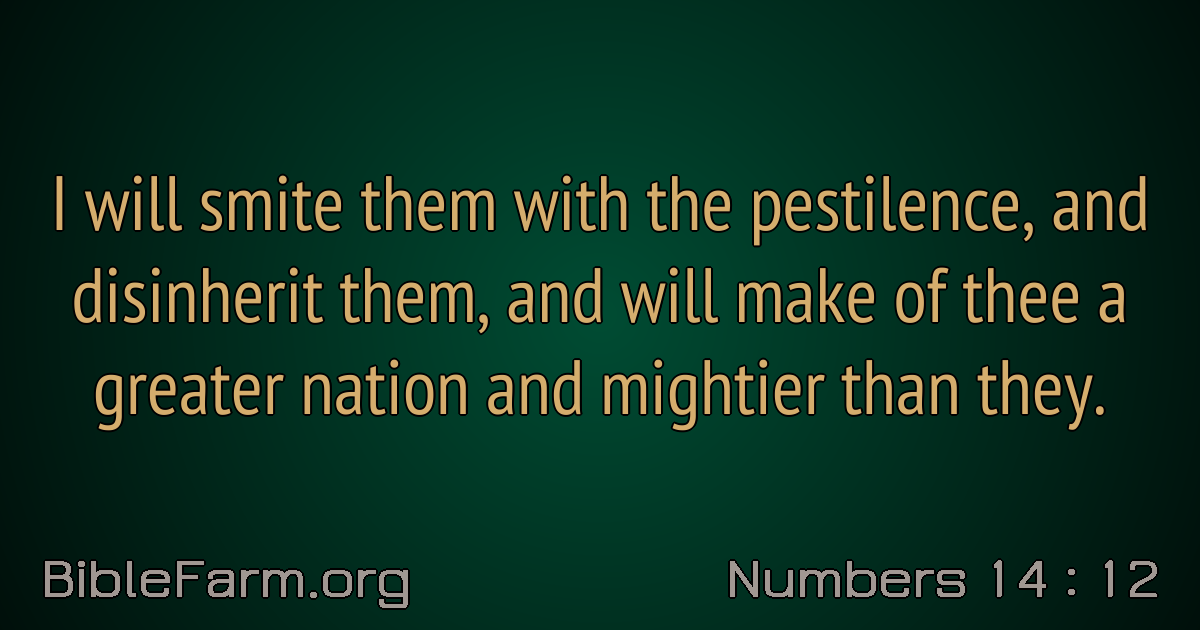 I will smite them with the pestilence, and
disinherit them, and will make of thee a
greater nation and mightier than they.
BibleFarm.org
Numbers 14 : 12